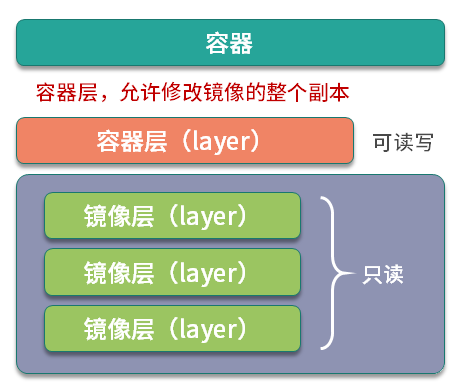 容器
容器层，允许修改镜像的整个副本
容器层（layer）
可读写
镜像层（layer）
镜像层（layer）
只读
镜像层（layer）